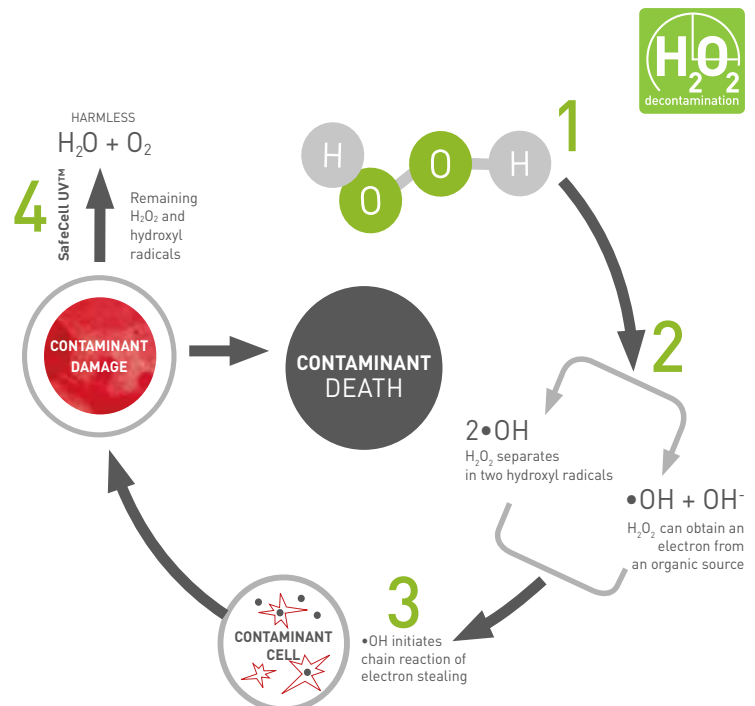 H₂O₂
decontamination
1
H
O
O
H
2
2•OH
H₂O₂ separates
in two hydroxyl radicals
•OH + OH⁻
H₂O₂ can obtain an
electron from
an organic source
3
•OH initiates
chain reaction of
electron stealing
CONTAMINANT
CELL
CONTAMINANT
DAMAGE
CONTAMINANT
DEATH
4
SafeCell UV™
Remaining
H₂O₂ and
hydroxyl
radicals
HARMLESS
H₂O + O₂